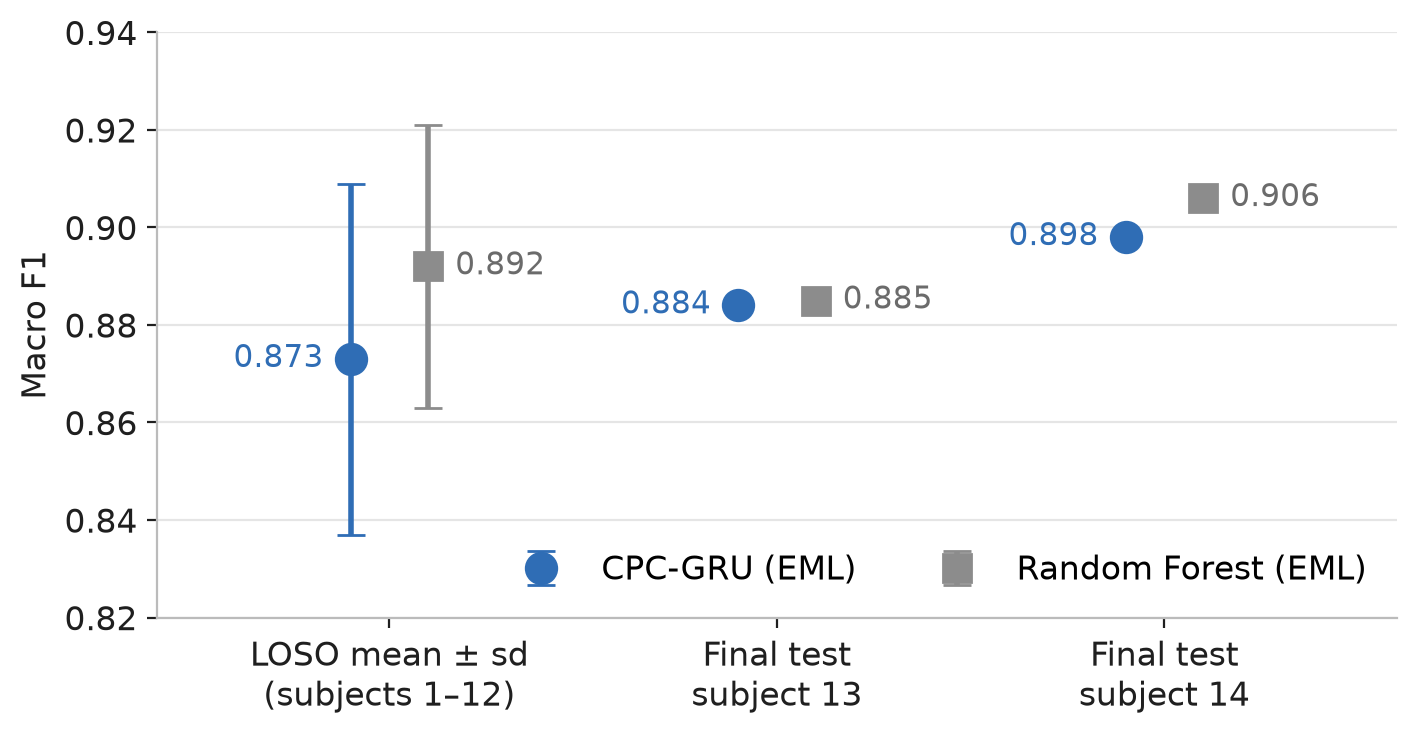 0.94
0.92
0.90
0.88
0.86
0.84
0.82
Macro F1
0.873
0.892
0.884
0.885
0.898
0.906
CPC-GRU (EML)
Random Forest (EML)
LOSO mean ± sd
(subjects 1–12)
Final test
subject 13
Final test
subject 14